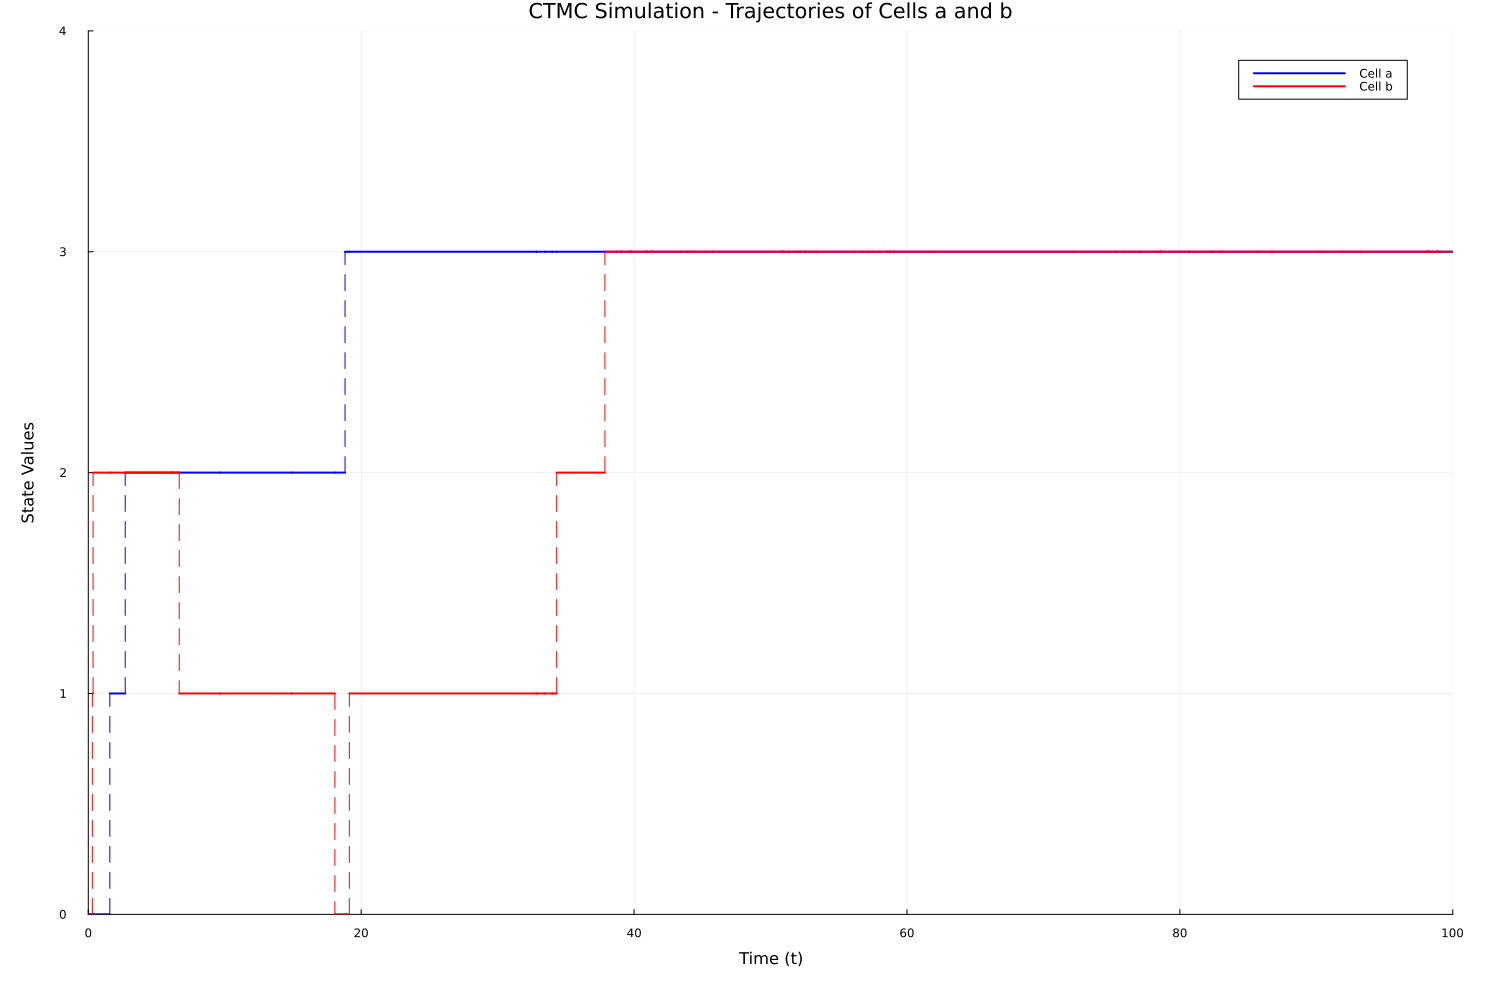 CTMC Simulation - Trajectories of Cells a and b
4
Cell a
Cell b
3
State Values
2
1
0
0 20 40 60 80 100
Time (t)